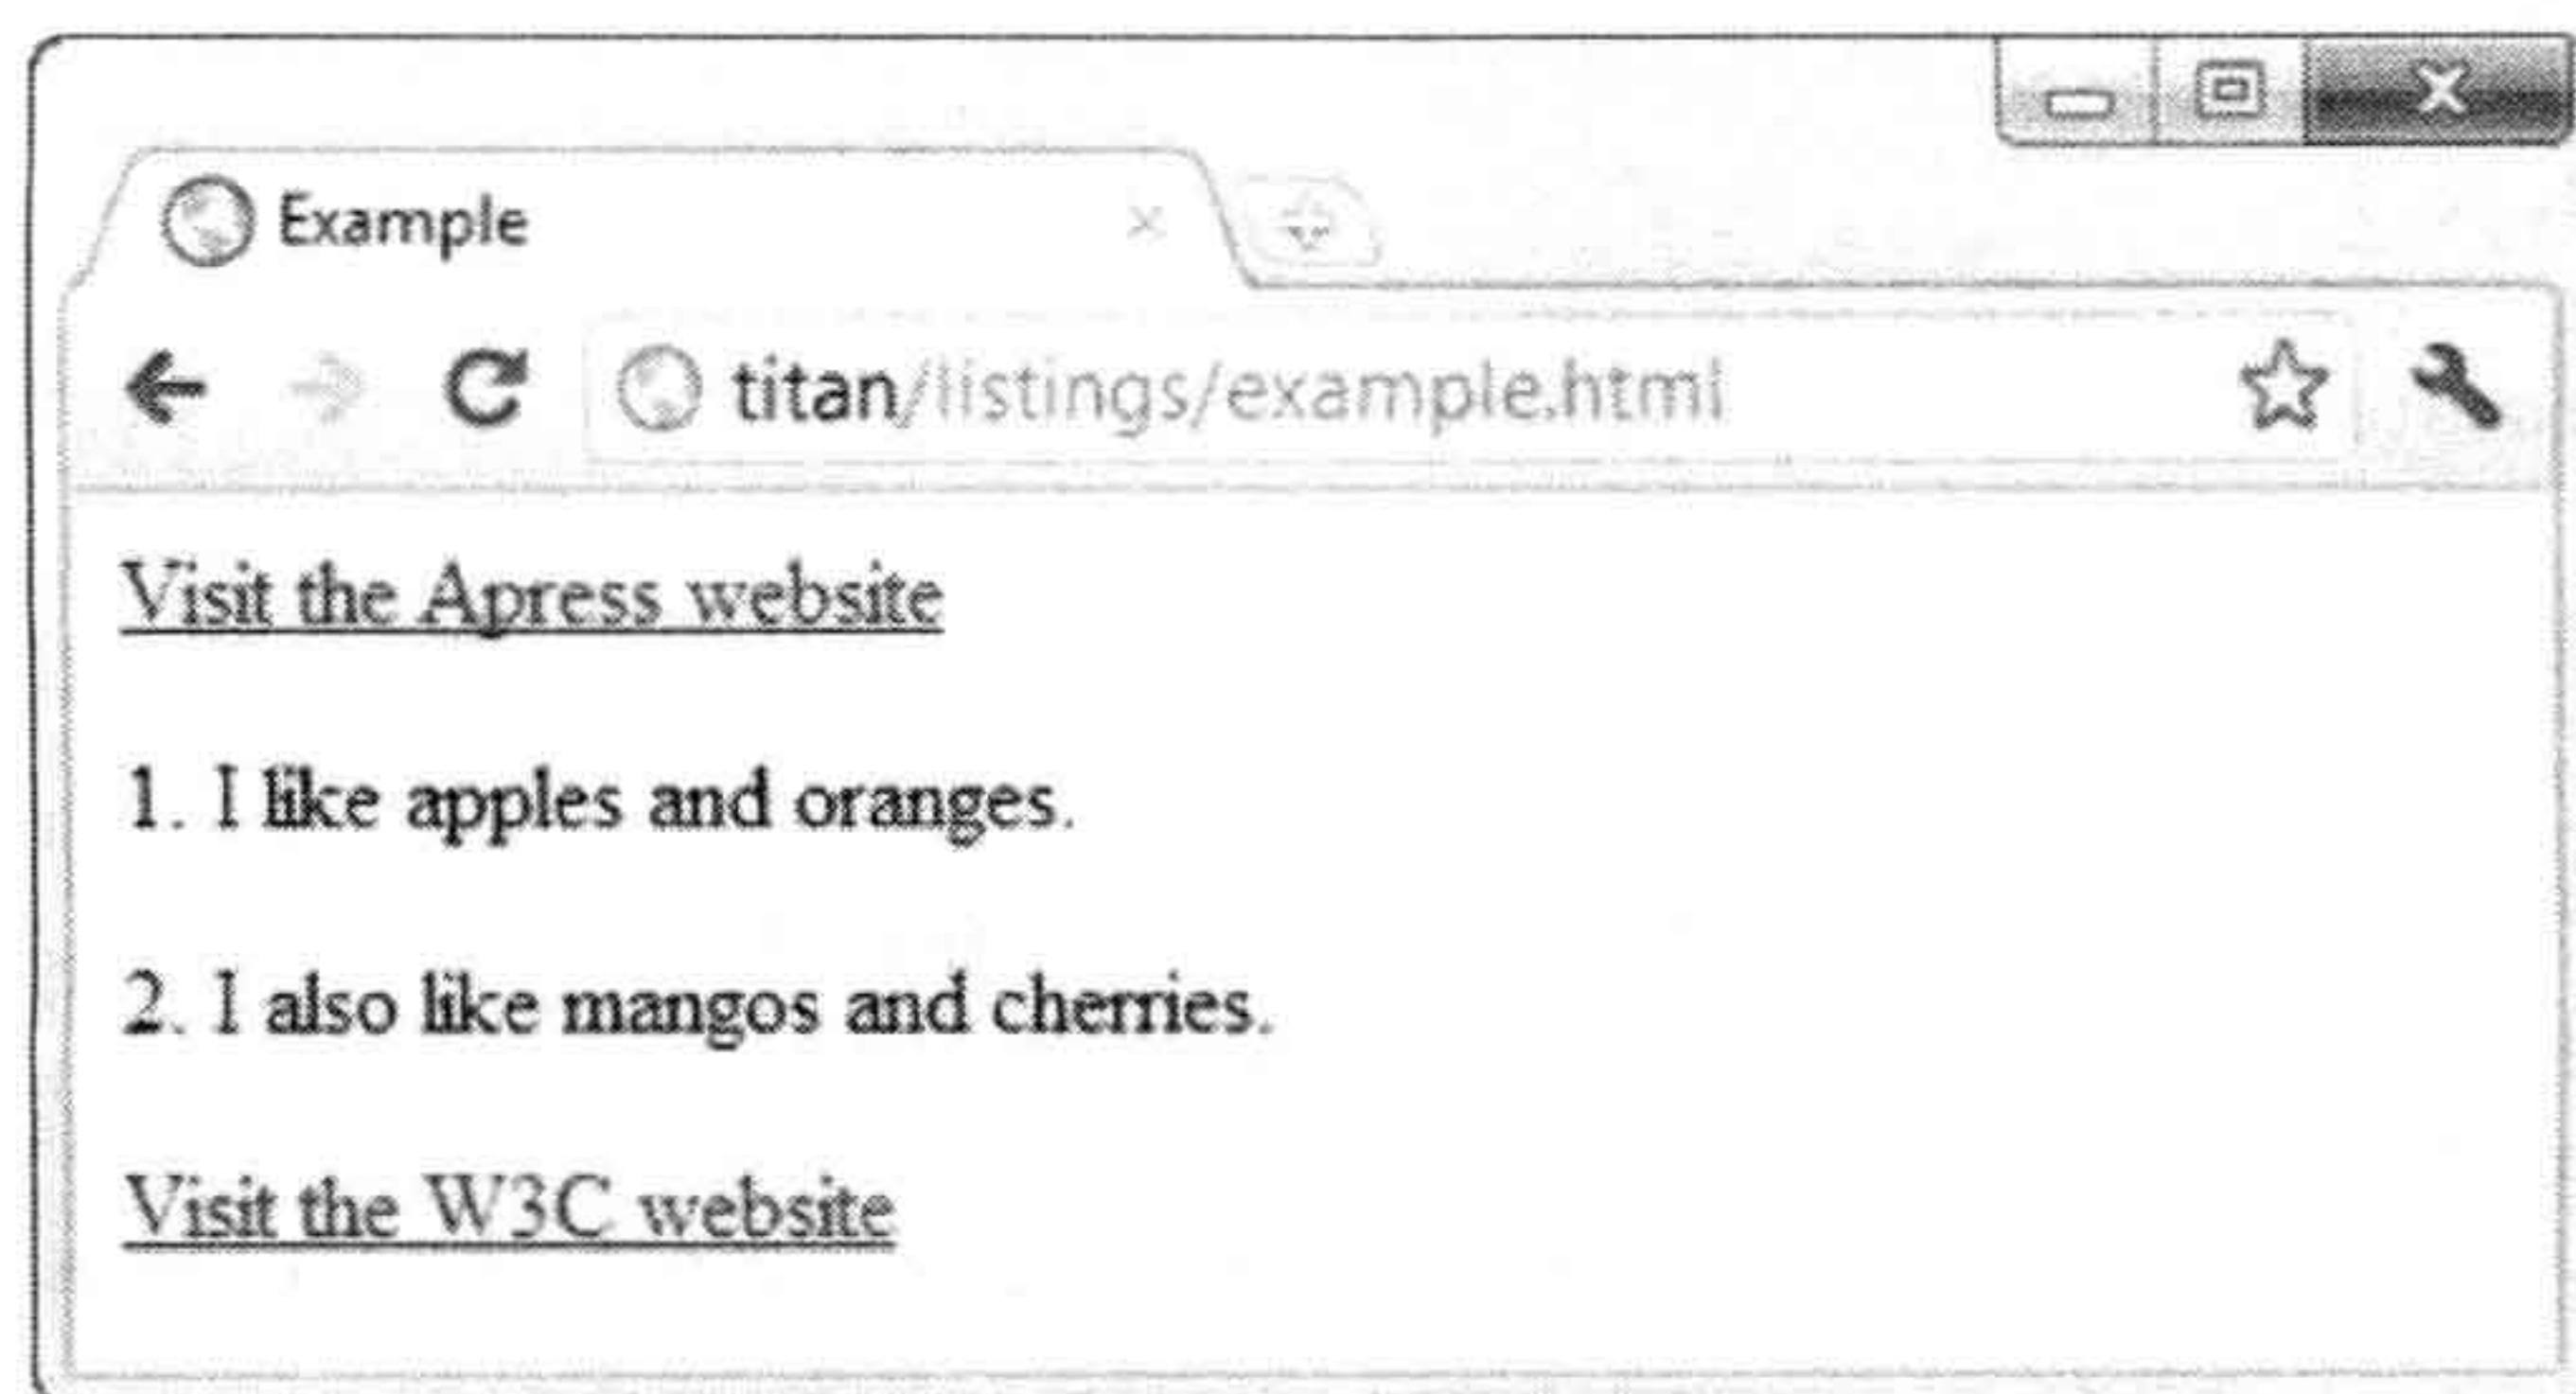 Example
titan/listings/example.html
Visit the Apress website
1. I like apples and oranges.
2. I also like mangos and cherries.
Visit the W3C website